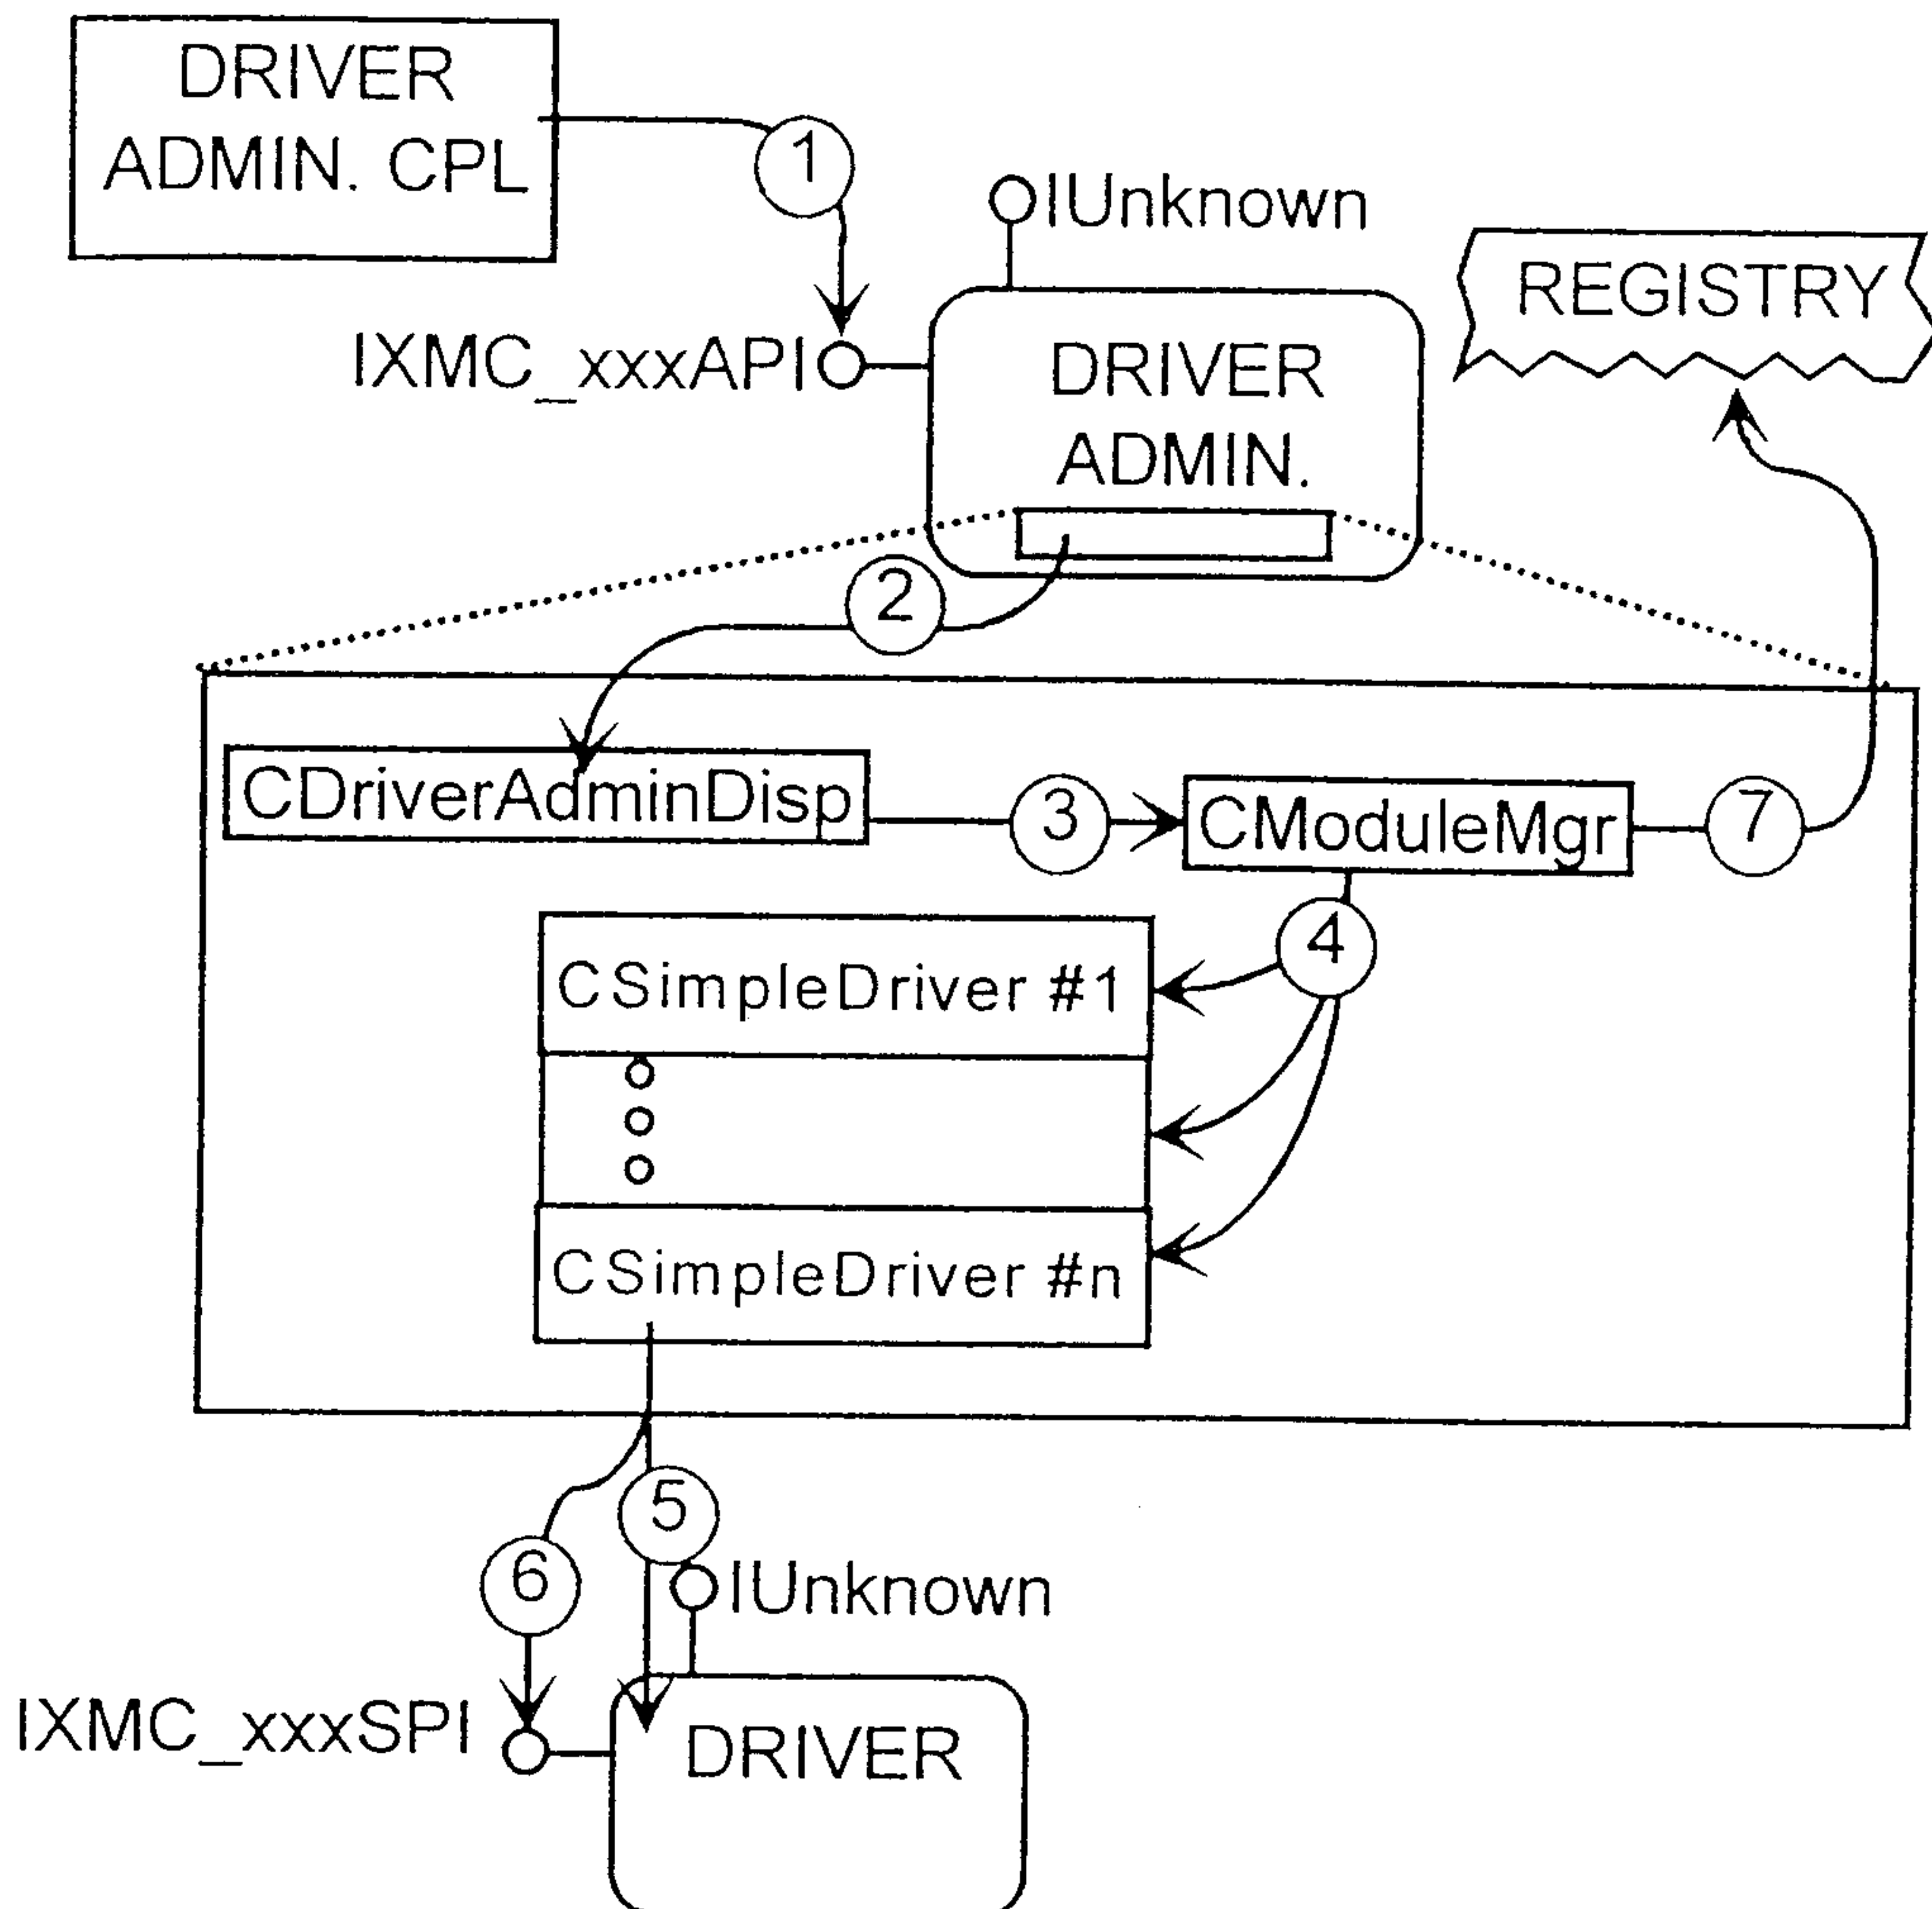 DRIVER
ADMIN. CPL
1
IUnknown
REGISTRY
IXMC_xxxAPI
DRIVER
ADMIN.
2
CDriverAdminDisp
3
CModuleMgr
7
4
CSimpleDriver #1
CSimpleDriver #n
5
6
IUnknown
IXMC_xxxSPI
DRIVER